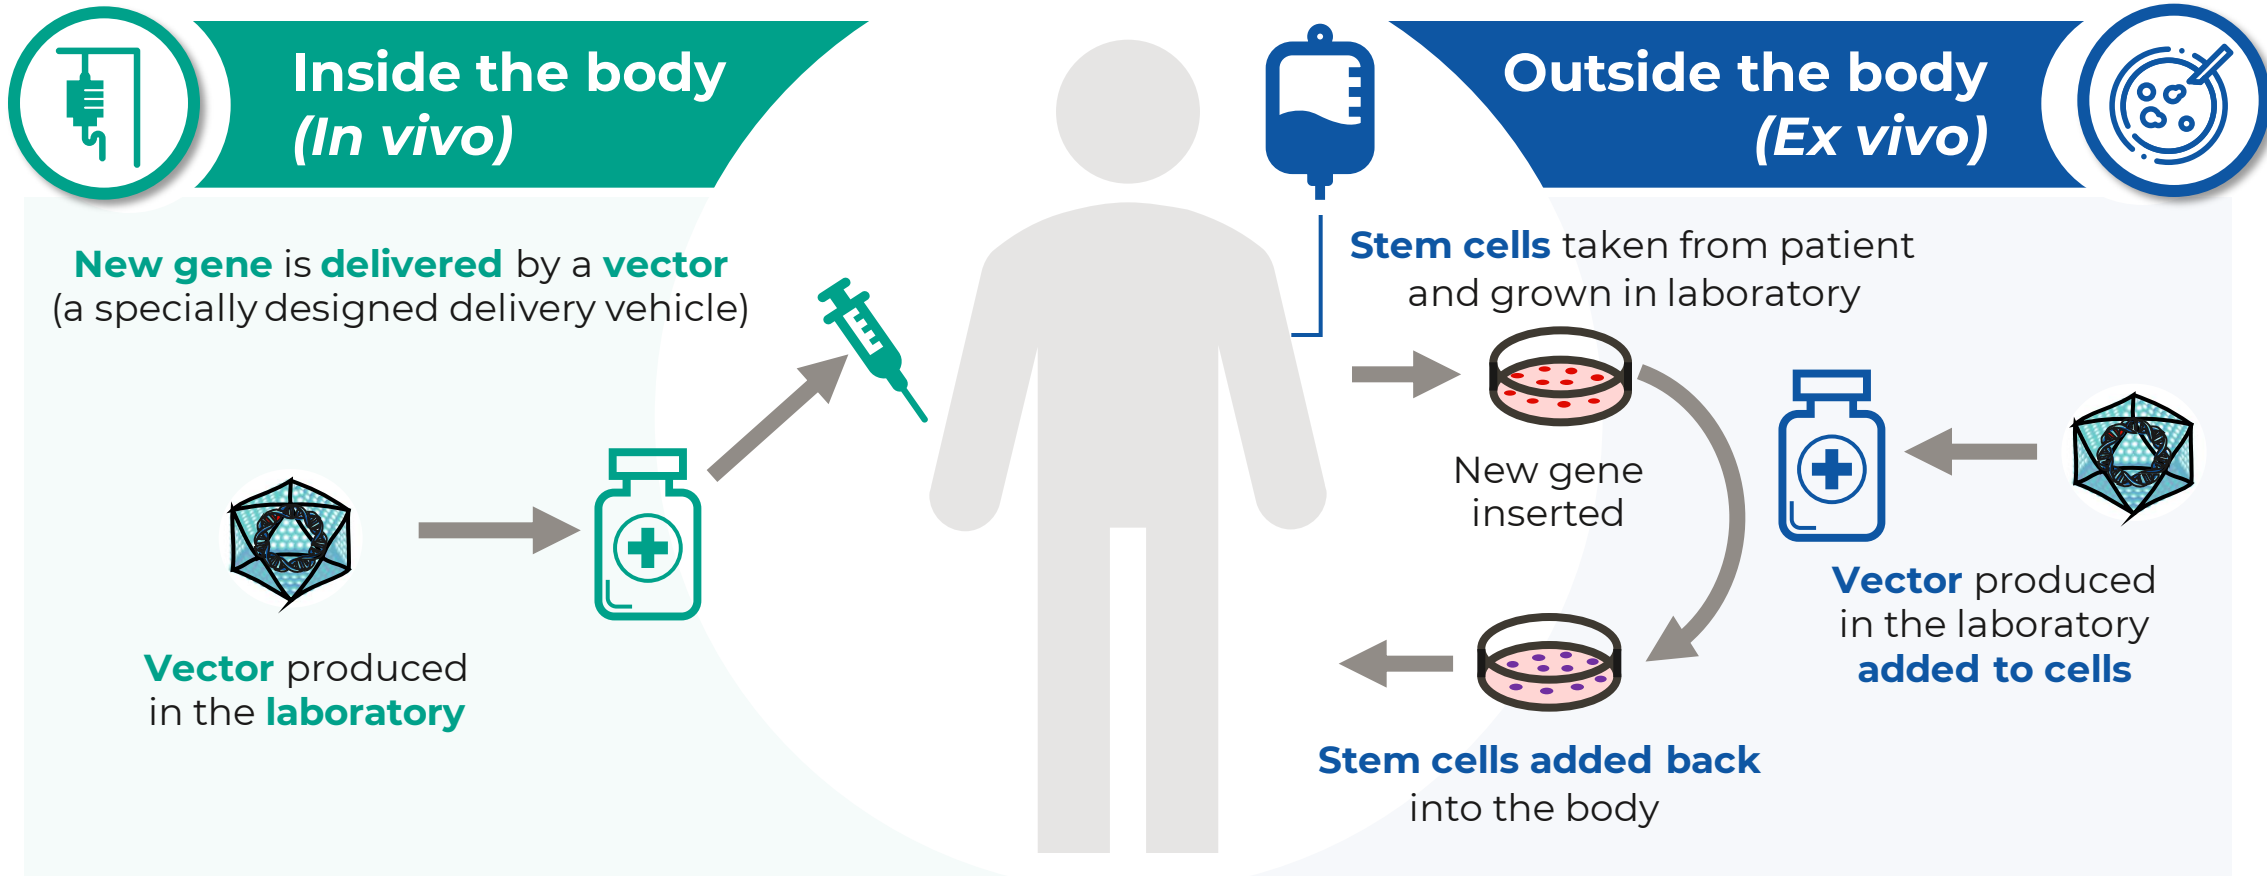 Inside the body
(In vivo)
New gene is delivered by a vector
(a specially designed delivery vehicle)
Vector produced
in the laboratory
Outside the body
(Ex vivo)
Stem cells taken from patient
and grown in laboratory
New gene
inserted
Vector produced
in the laboratory
added to cells
Stem cells added back
into the body